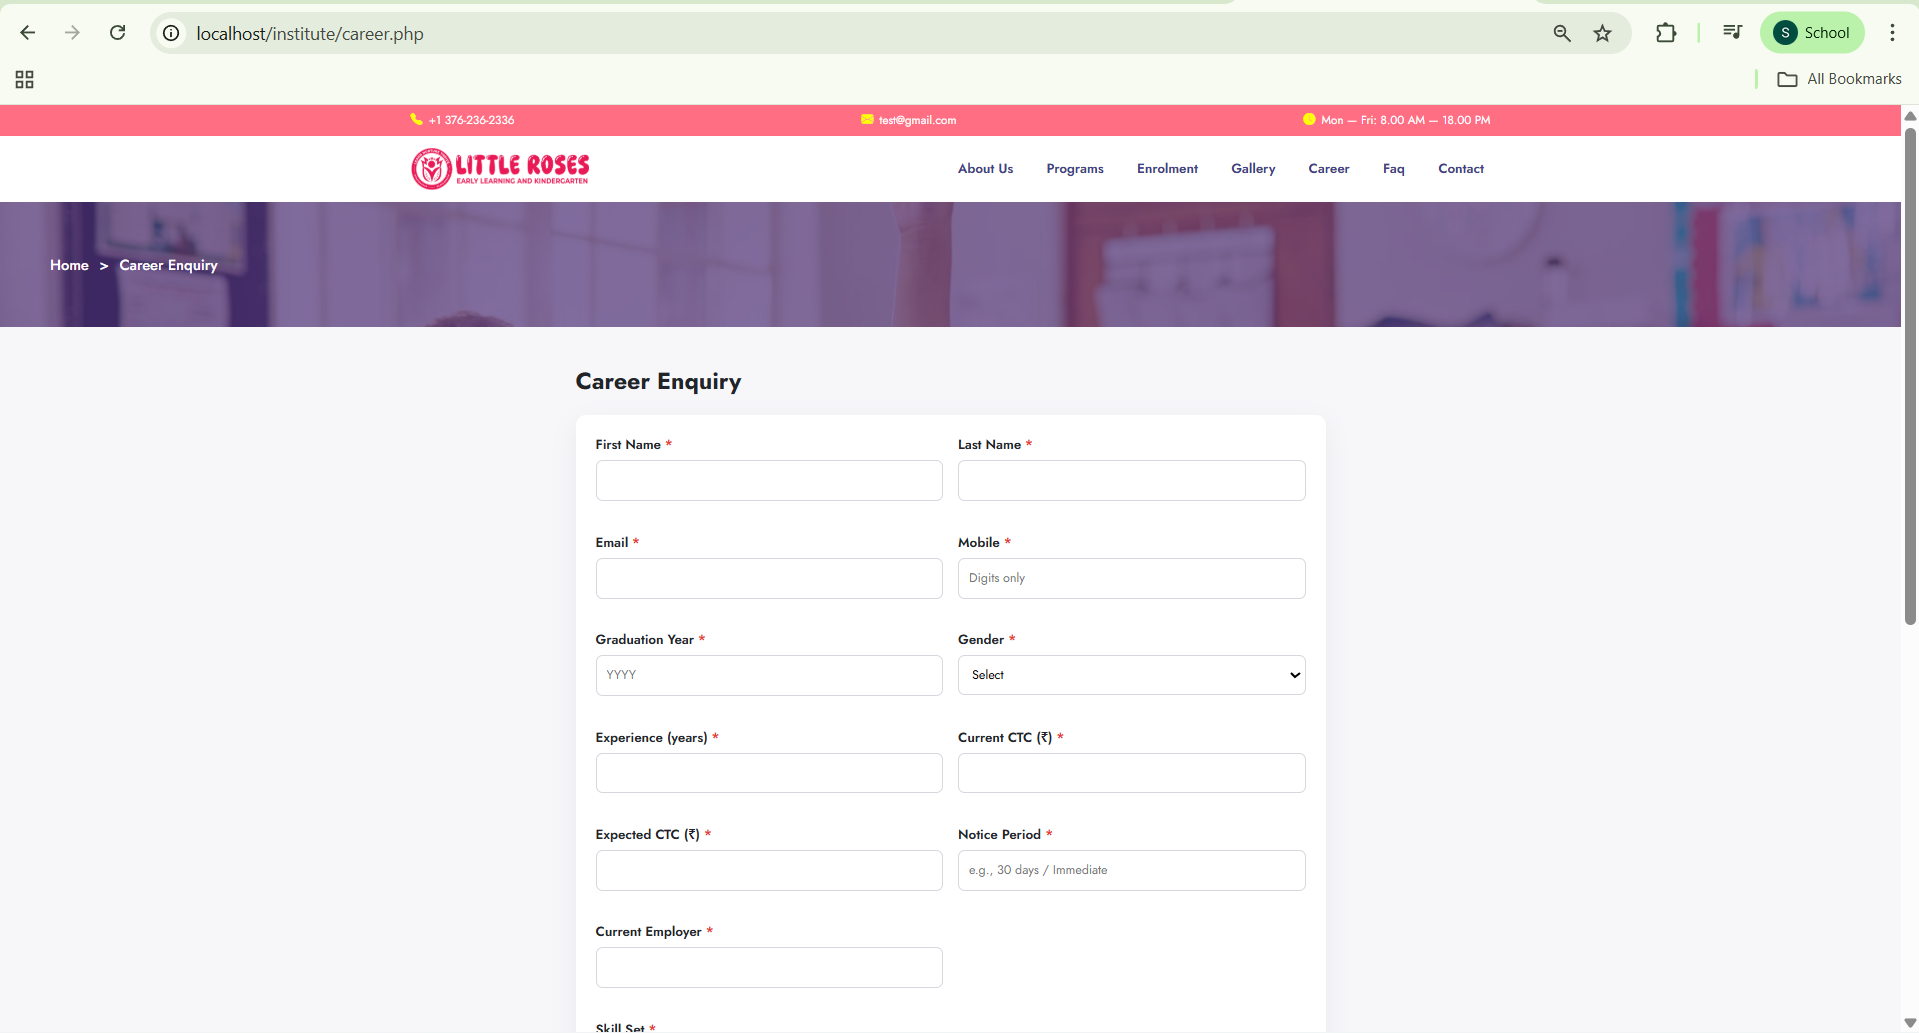 localhost/institute/career.php
S School
All Bookmarks
+1 376-236-2336 test@gmail.com Mon — Fri: 8.00 AM — 18.00 PM
LITTLE ROSES
EARLY LEARNING AND KINDERGARTEN
About Us Programs Enrolment Gallery Career Faq Contact
Home > Career Enquiry
Career Enquiry
First Name * Last Name *
Email * Mobile *
Digits only
Graduation Year * Gender *
YYYY Select
Experience (years) * Current CTC (₹) *
Expected CTC (₹) * Notice Period *
e.g., 30 days / Immediate
Current Employer *
Skill Set *